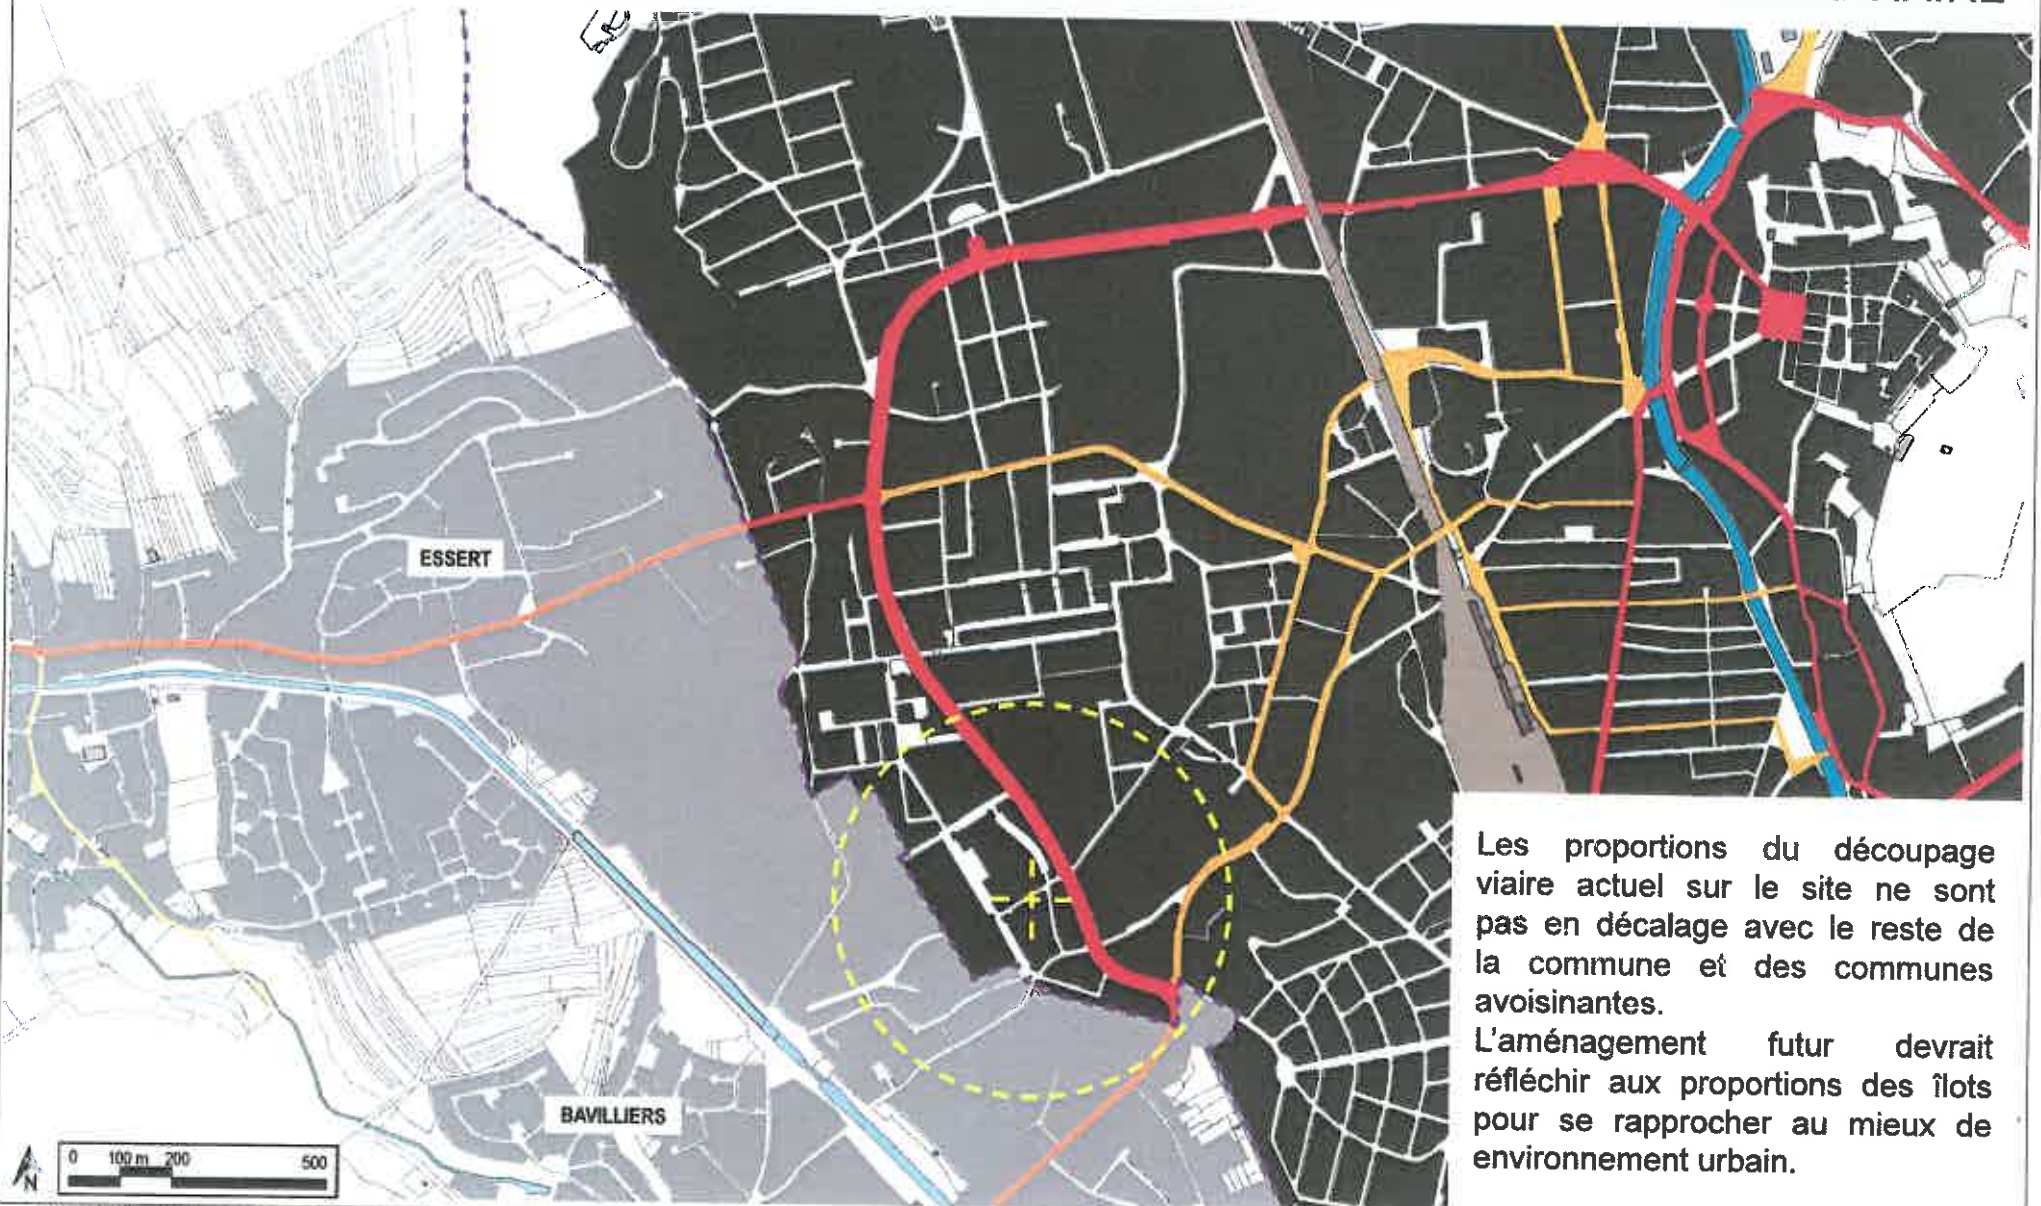 ESSERT
BAVILLIERS
0 100 m 200 500
N
Les proportions du découpage
viaire actuel sur le site ne sont
pas en décalage avec le reste de
la commune et des communes
avoisinantes.
L'aménagement futur devrait
réfléchir aux proportions des îlots
pour se rapprocher au mieux de
environnement urbain.